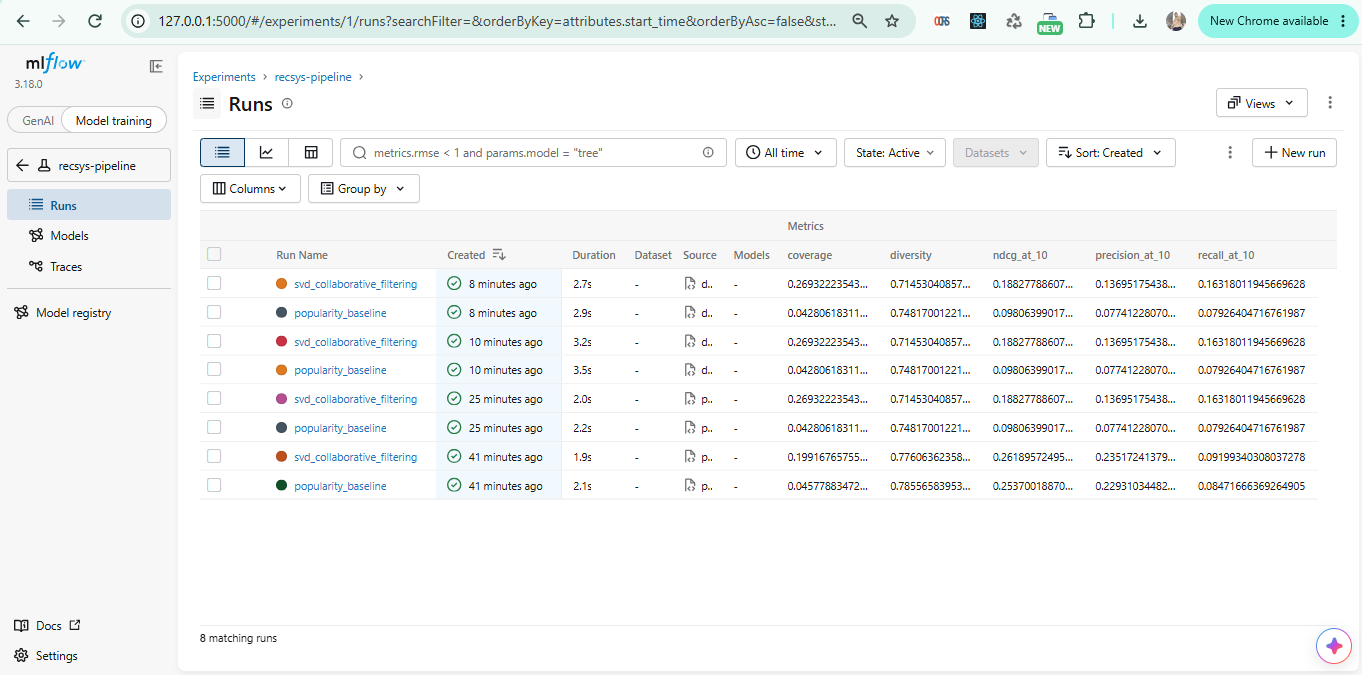 127.0.0.1:5000/#/experiments/1/runs?searchFilter=&orderByKey=attributes.start_time&orderByAsc=false&st...
NEW
New Chrome available
mlflow
3.18.0
GenAI
Model training
recsys-pipeline
Runs
Models
Traces
Model registry
Docs
Settings
Experiments > recsys-pipeline >
Runs
Views
metrics.rmse < 1 and params.model = "tree"
All time
State: Active
Datasets
Sort: Created
New run
Columns
Group by
Metrics
Run Name Created Duration Dataset Source Models coverage diversity ndcg_at_10 precision_at_10 recall_at_10
svd_collaborative_filtering 8 minutes ago 2.7s - d.. - 0.26932223543... 0.71453040857... 0.18827788607... 0.13695175438... 0.16318011945669628
popularity_baseline 8 minutes ago 2.9s - d.. - 0.04280618311... 0.74817001221... 0.09806399017... 0.07741228070... 0.07926404716761987
svd_collaborative_filtering 10 minutes ago 3.2s - d.. - 0.26932223543... 0.71453040857... 0.18827788607... 0.13695175438... 0.16318011945669628
popularity_baseline 10 minutes ago 3.5s - d.. - 0.04280618311... 0.74817001221... 0.09806399017... 0.07741228070... 0.07926404716761987
svd_collaborative_filtering 25 minutes ago 2.0s - p.. - 0.26932223543... 0.71453040857... 0.18827788607... 0.13695175438... 0.16318011945669628
popularity_baseline 25 minutes ago 2.2s - p.. - 0.04280618311... 0.74817001221... 0.09806399017... 0.07741228070... 0.07926404716761987
svd_collaborative_filtering 41 minutes ago 1.9s - p.. - 0.19916765755... 0.77606362358... 0.26189572495... 0.23517241379... 0.09199340308037278
popularity_baseline 41 minutes ago 2.1s - p.. - 0.04577883472... 0.78556583953... 0.25370018870... 0.22931034482... 0.08471666369264905
8 matching runs